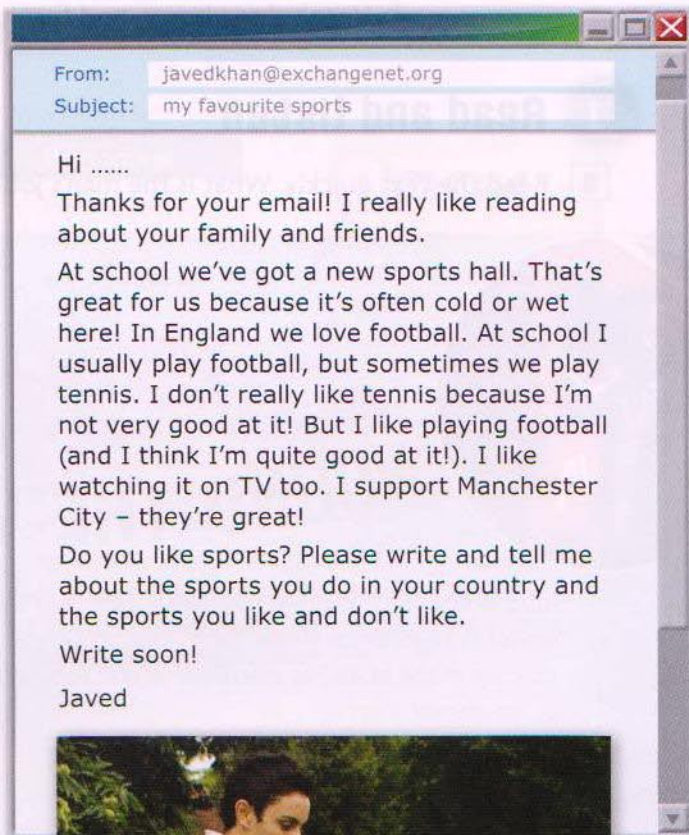 From: javedkhan@exchangenet.org
Subject: my favourite sports
Hi ......
Thanks for your email! I really like reading
about your family and friends.
At school we've got a new sports hall. That's
great for us because it's often cold or wet
here! In England we love football. At school I
usually play football, but sometimes we play
tennis. I don't really like tennis because I'm
not very good at it! But I like playing football
(and I think I'm quite good at it!). I like
watching it on TV too. I support Manchester
City – they're great!
Do you like sports? Please write and tell me
about the sports you do in your country and
the sports you like and don't like.
Write soon!
Javed